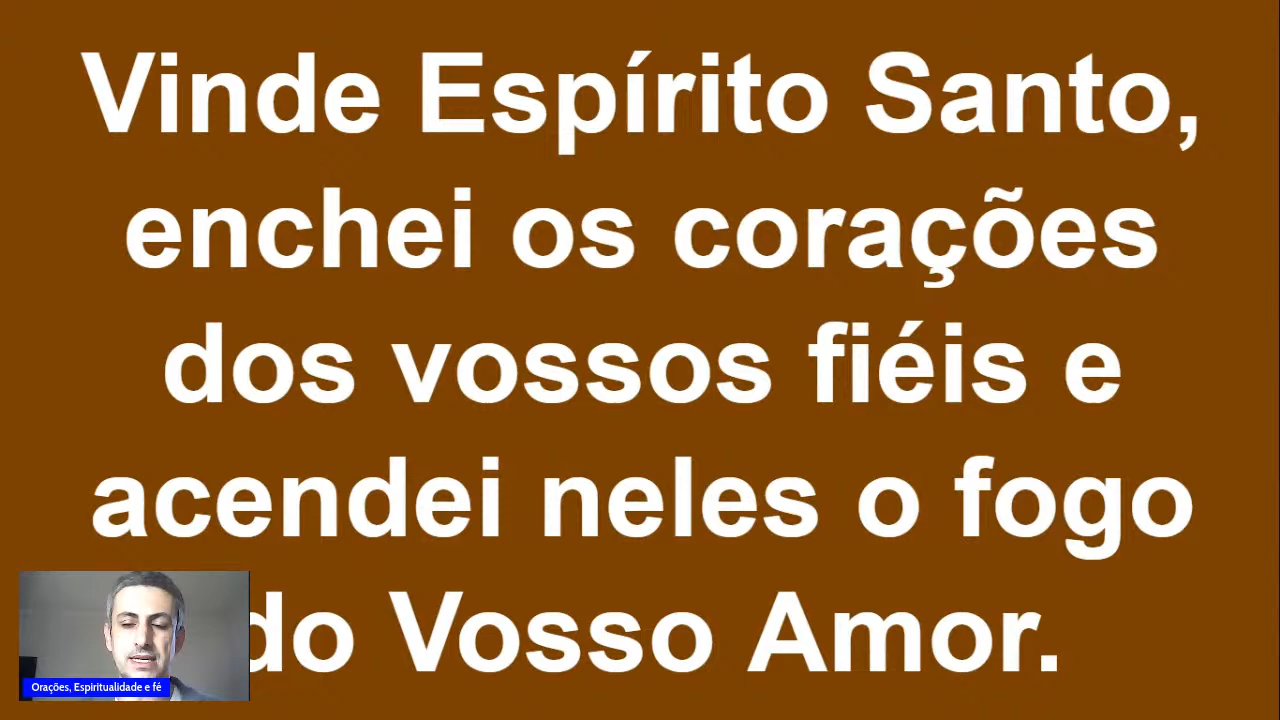 Vinde Espírito Santo,
enchei os corações
dos vossos fiéis e
acendei neles o fogo
do Vosso Amor.
Orações, Espiritualidade e fé